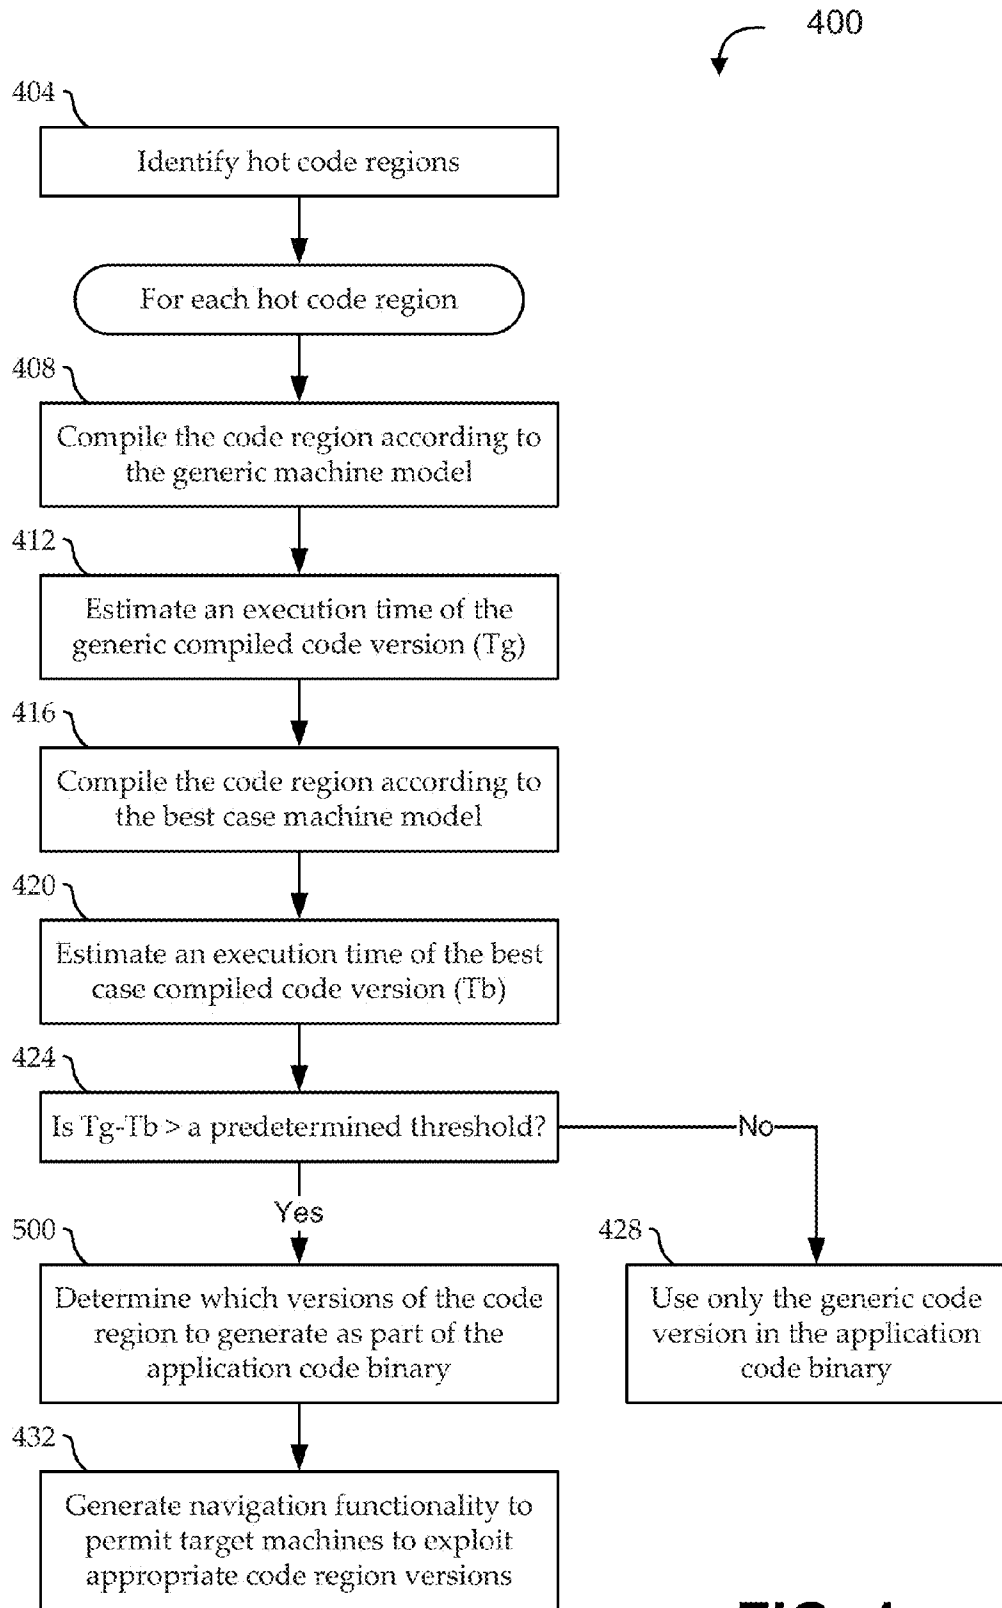 400
404
Identify hot code regions
For each hot code region
408
Compile the code region according to
the generic machine model
412
Estimate an execution time of the
generic compiled code version (Tg)
416
Compile the code region according to
the best case machine model
420
Estimate an execution time of the best
case compiled code version (Tb)
424
Is Tg-Tb > a predetermined threshold?
No
Yes
500
Determine which versions of the code
region to generate as part of the
application code binary
428
Use only the generic code
version in the application
code binary
432
Generate navigation functionality to
permit target machines to exploit
appropriate code region versions